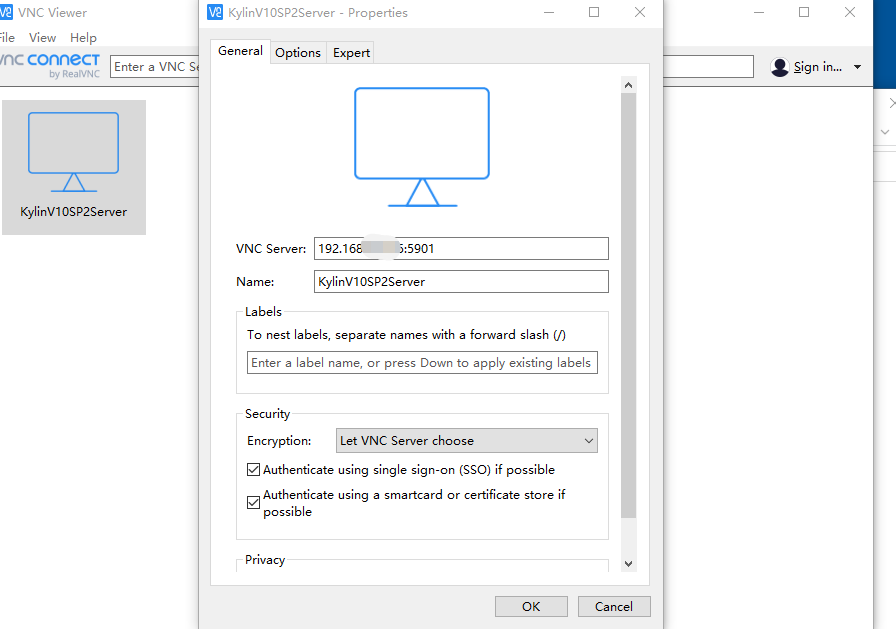 VNC Viewer
KylinV10SP2Server - Properties
File View Help
vnc connect
by RealVNC
Enter a VNC Se
Sign in...
General Options Expert
KylinV10SP2Server
VNC Server: 192.168 :5901
Name: KylinV10SP2Server
Labels
To nest labels, separate names with a forward slash (/)
Enter a label name, or press Down to apply existing labels
Security
Encryption: Let VNC Server choose
Authenticate using single sign-on (SSO) if possible
Authenticate using a smartcard or certificate store if
possible
Privacy
OK Cancel